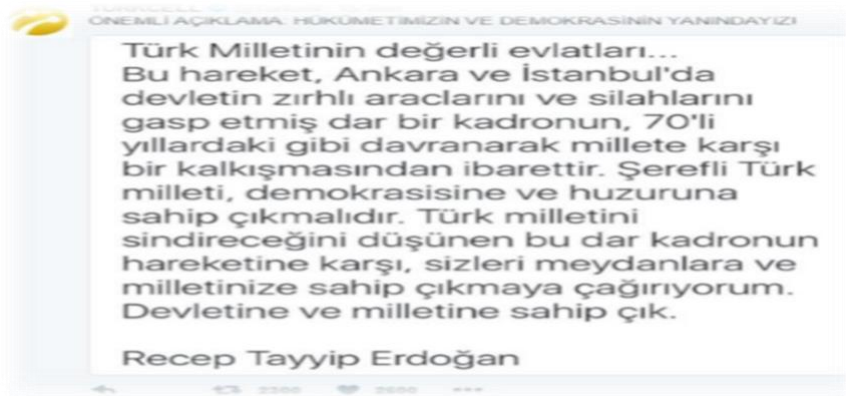 TURKCELL
ÖNEMLİ AÇIKLAMA: HÜKÜMETİMİZİN VE DEMOKRASİNİN YANINDAYIZ!
Türk Milletinin değerli evlatları...
Bu hareket, Ankara ve İstanbul'da
devletin zırhlı araclarını ve silahlarını
gasp etmiş dar bir kadronun, 70'li
yıllardaki gibi davranarak millete karşı
bir kalkışmasından ibarettir. Şerefli Türk
milleti, demokrasisine ve huzuruna
sahip çıkmalıdır. Türk milletini
sindireceğini düşünen bu dar kadronun
hareketine karşı, sizleri meydanlara ve
milletinize sahip çıkmaya çağırıyorum.
Devletine ve milletine sahip çık.
Recep Tayyip Erdoğan